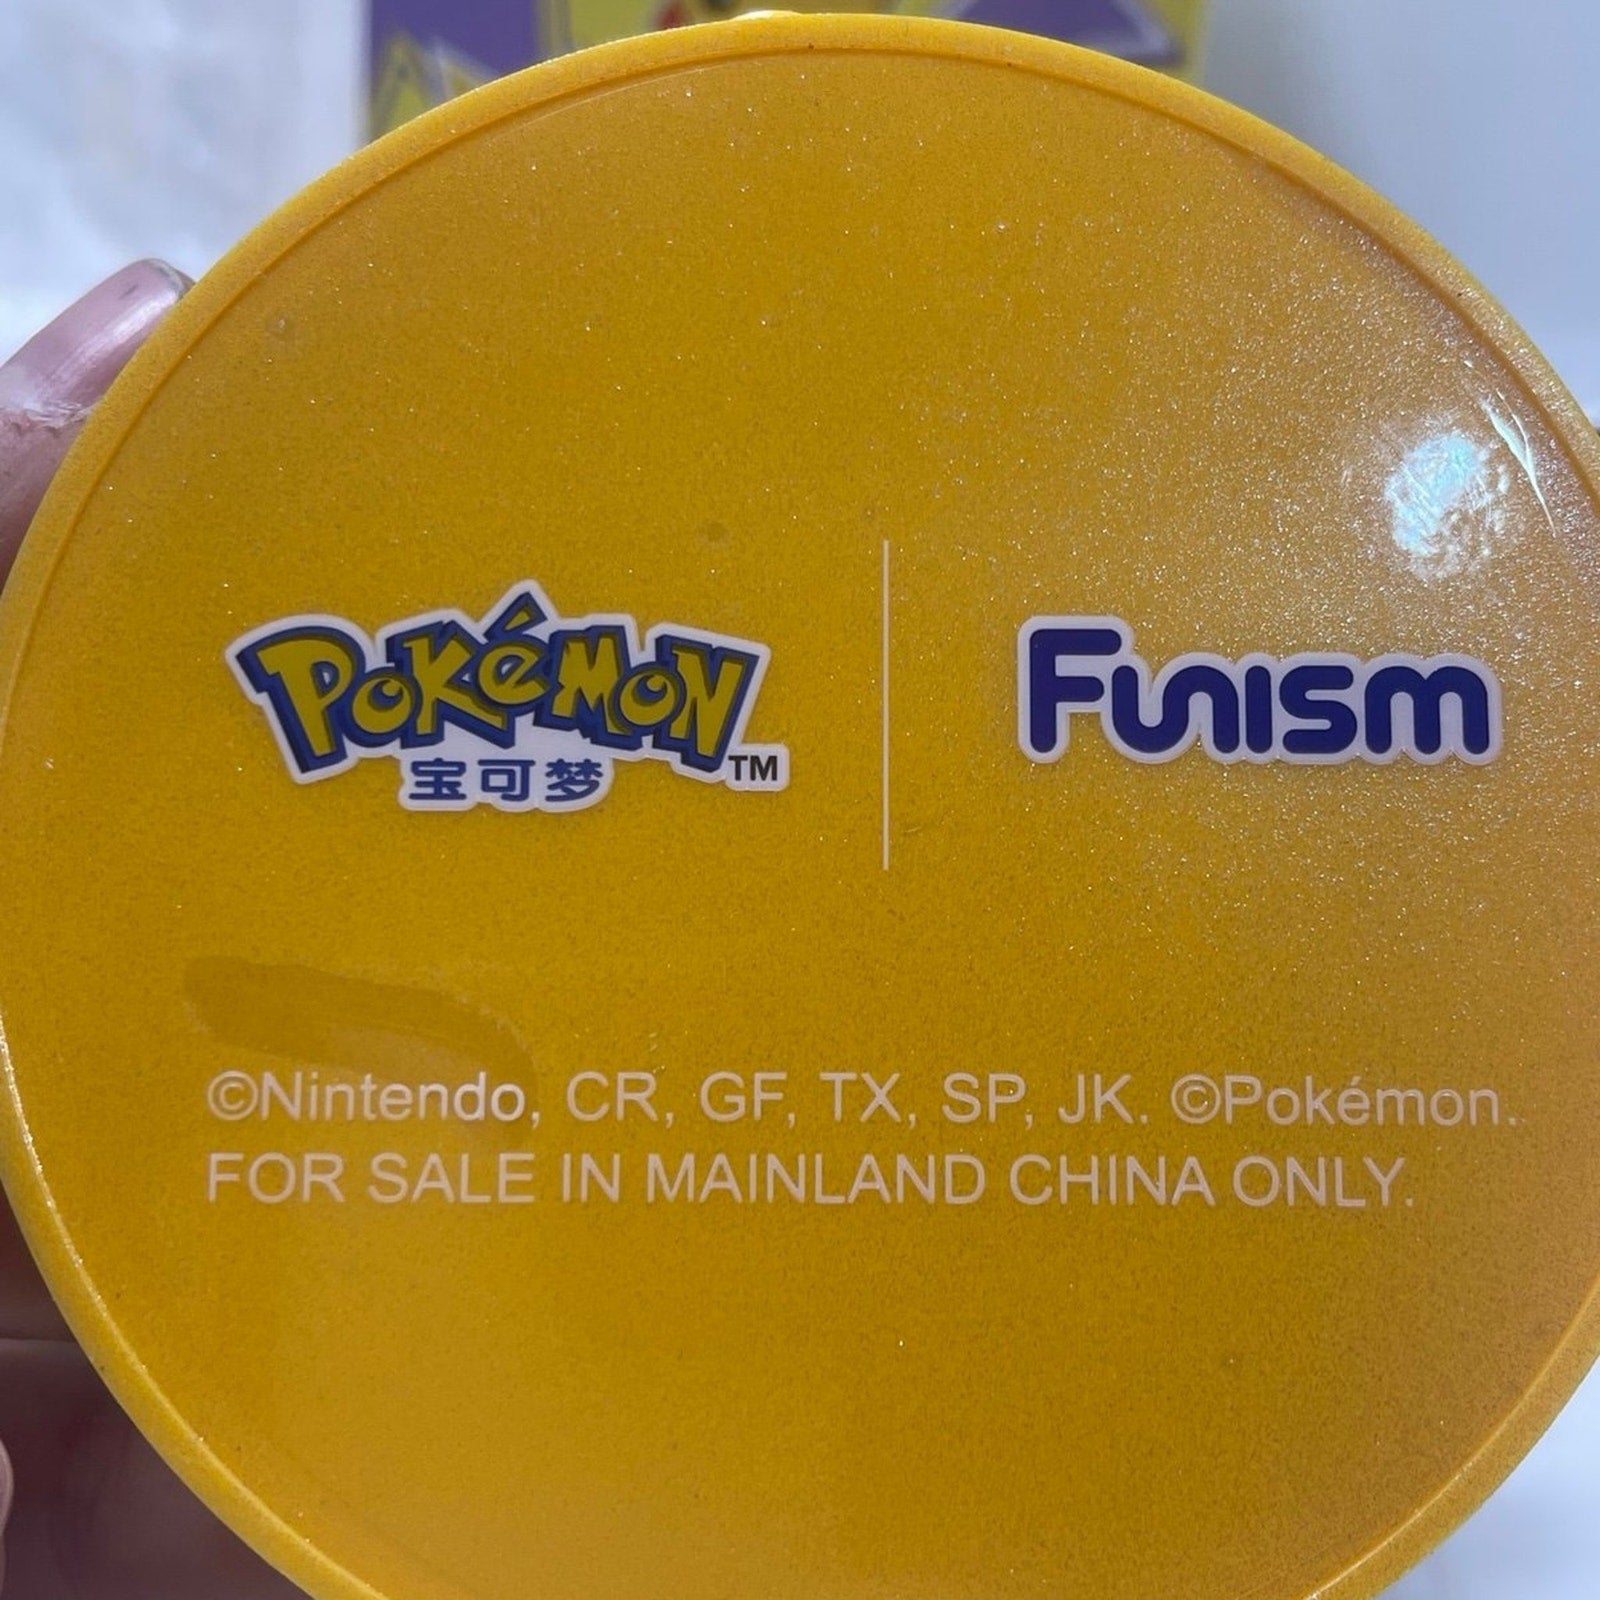 POKéMON
宝可梦
TM
Funism
©Nintendo, CR, GF, TX, SP, JK. ©Pokémon.
FOR SALE IN MAINLAND CHINA ONLY.